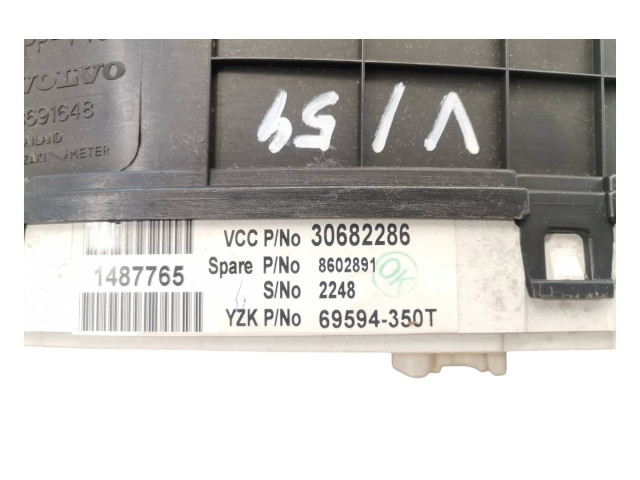 VOLVO
691648
AILAND
ZAKI METER
V154
VCC P/No 30682286
1487765
Spare P/No 8602891
OK
S/No 2248
YZK P/No 69594-350T